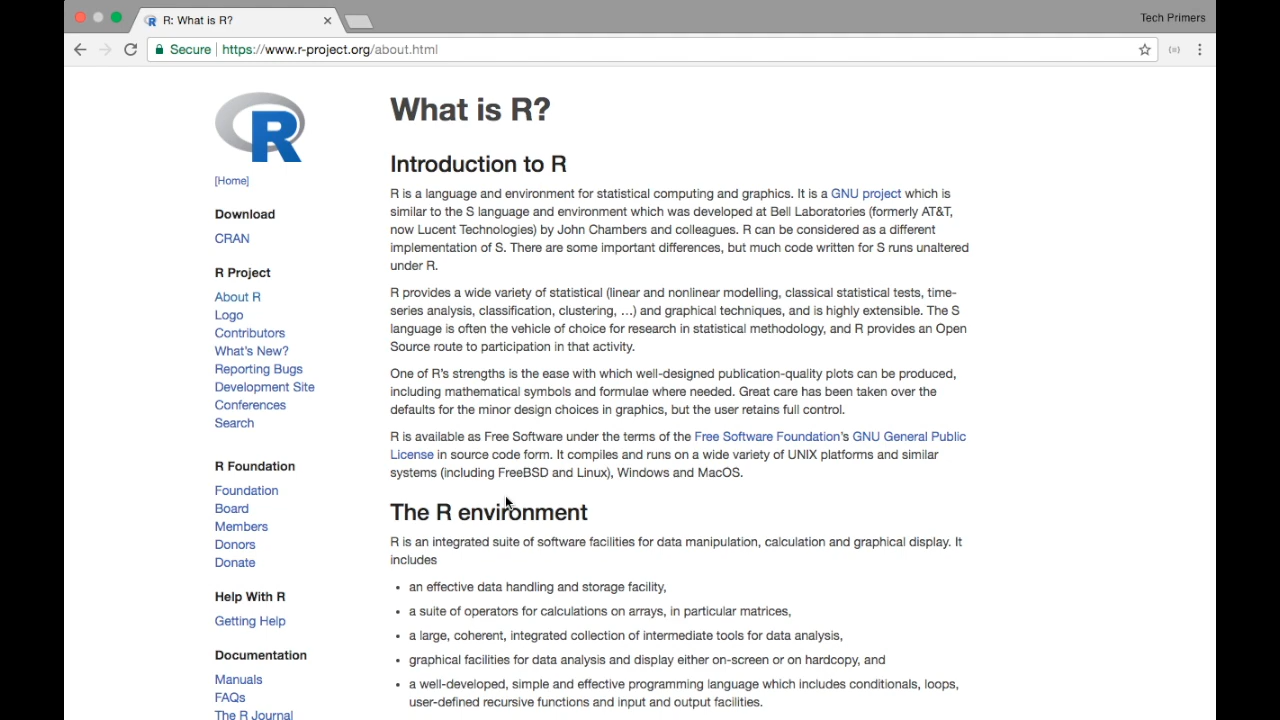 R: What is R?
Tech Primers
Secure https://www.r-project.org/about.html
R
[Home]
Download
CRAN
R Project
About R
Logo
Contributors
What's New?
Reporting Bugs
Development Site
Conferences
Search
R Foundation
Foundation
Board
Members
Donors
Donate
Help With R
Getting Help
Documentation
Manuals
FAQs
The R Journal
What is R?
Introduction to R
R is a language and environment for statistical computing and graphics. It is a GNU project which is
similar to the S language and environment which was developed at Bell Laboratories (formerly AT&T,
now Lucent Technologies) by John Chambers and colleagues. R can be considered as a different
implementation of S. There are some important differences, but much code written for S runs unaltered
under R.
R provides a wide variety of statistical (linear and nonlinear modelling, classical statistical tests, time-
series analysis, classification, clustering, …) and graphical techniques, and is highly extensible. The S
language is often the vehicle of choice for research in statistical methodology, and R provides an Open
Source route to participation in that activity.
One of R's strengths is the ease with which well-designed publication-quality plots can be produced,
including mathematical symbols and formulae where needed. Great care has been taken over the
defaults for the minor design choices in graphics, but the user retains full control.
R is available as Free Software under the terms of the Free Software Foundation's GNU General Public
License in source code form. It compiles and runs on a wide variety of UNIX platforms and similar
systems (including FreeBSD and Linux), Windows and MacOS.
The R environment
R is an integrated suite of software facilities for data manipulation, calculation and graphical display. It
includes
• an effective data handling and storage facility,
• a suite of operators for calculations on arrays, in particular matrices,
• a large, coherent, integrated collection of intermediate tools for data analysis,
• graphical facilities for data analysis and display either on-screen or on hardcopy, and
• a well-developed, simple and effective programming language which includes conditionals, loops,
user-defined recursive functions and input and output facilities.